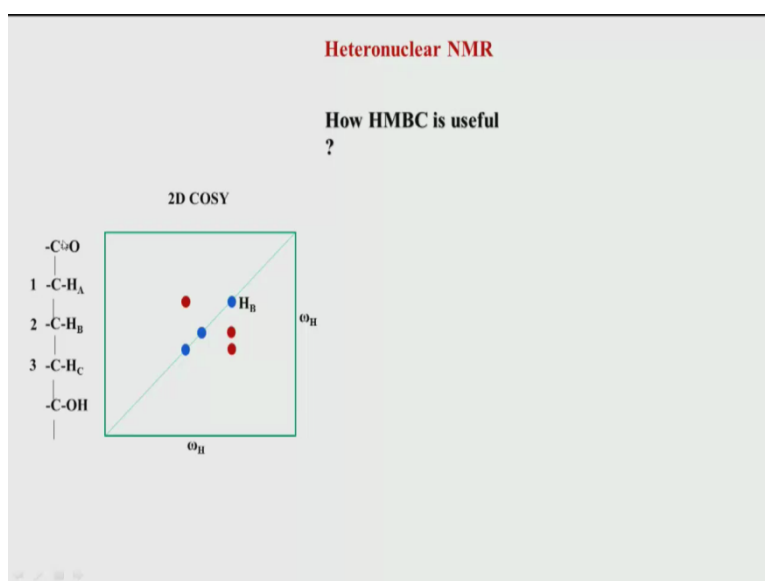 Heteronuclear NMR
How HMBC is useful
?
2D COSY
1 -C-HA
2 -C-HB
3 -C-HC
-C-OH
HB
ωH
ωH